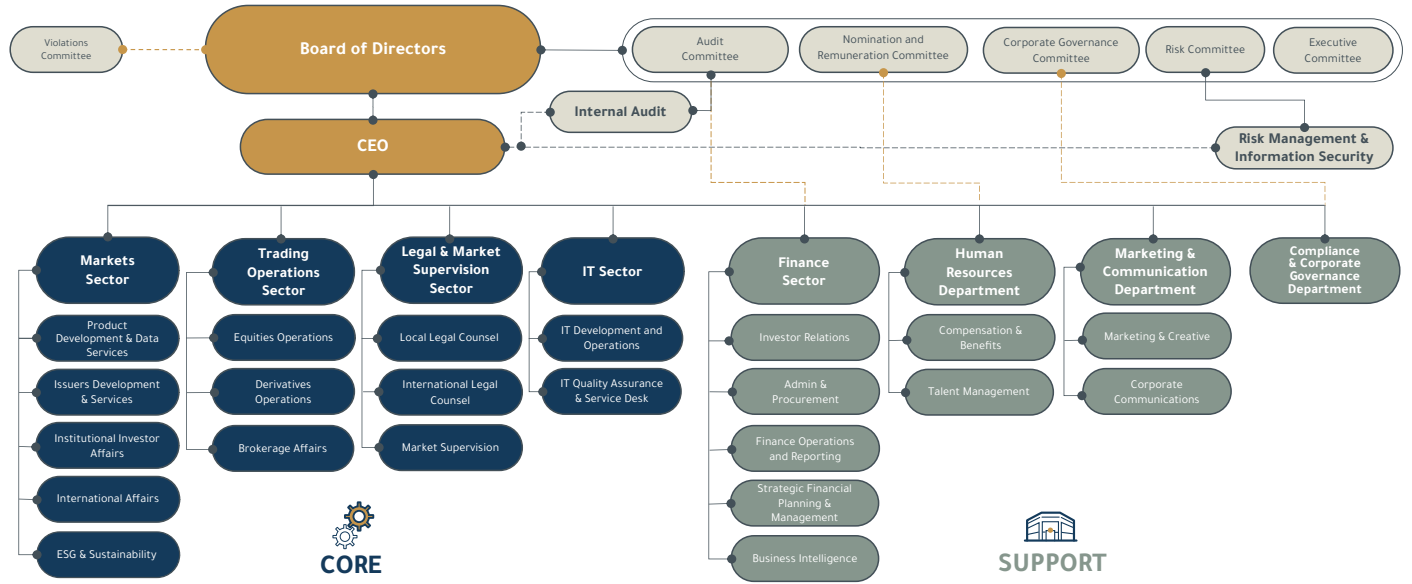 Violations
Committee
Board of Directors
Audit
Committee
Nomination and
Remuneration Committee
Corporate Governance
Committee
Risk Committee
Executive
Committee
Internal Audit
CEO
Risk Management &
Information Security
Markets
Sector
Product
Development & Data
Services
Issuers Development
& Services
Institutional Investor
Affairs
International Affairs
ESG & Sustainability
Trading
Operations
Sector
Equities Operations
Derivatives
Operations
Brokerage Affairs
Legal & Market
Supervision
Sector
Local Legal Counsel
International Legal
Counsel
Market Supervision
IT Sector
IT Development and
Operations
IT Quality Assurance
& Service Desk
Finance
Sector
Investor Relations
Admin &
Procurement
Finance Operations
and Reporting
Strategic Financial
Planning &
Management
Business Intelligence
Human
Resources
Department
Compensation &
Benefits
Talent Management
Marketing &
Communication
Department
Marketing & Creative
Corporate
Communications
Compliance
& Corporate
Governance
Department
CORE
SUPPORT